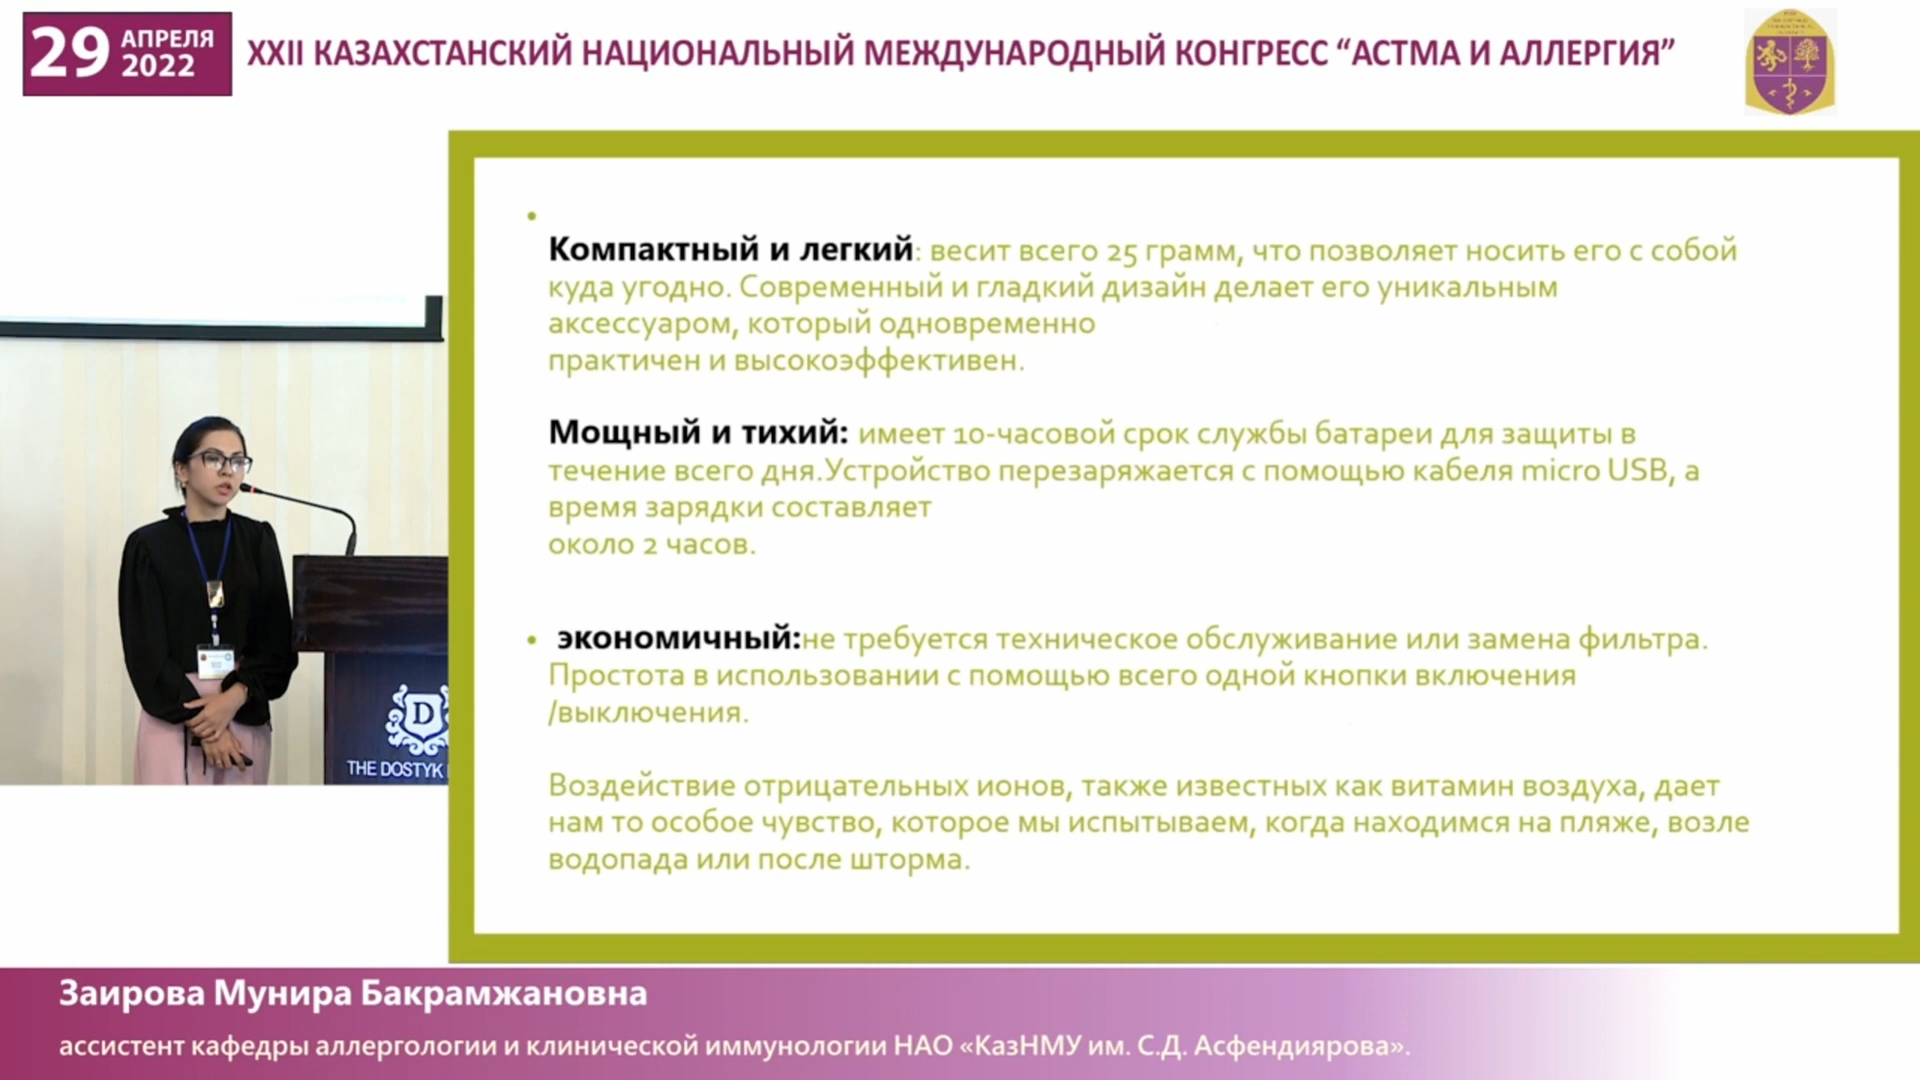 29 АПРЕЛЯ 2022
XXII КАЗАХСТАНСКИЙ НАЦИОНАЛЬНЫЙ МЕЖДУНАРОДНЫЙ КОНГРЕСС “АСТМА И АЛЛЕРГИЯ”
Компактный и легкий: весит всего 25 грамм, что позволяет носить его с собой
куда угодно. Современный и гладкий дизайн делает его уникальным
аксессуаром, который одновременно
практичен и высокоэффективен.
Мощный и тихий: имеет 10-часовой срок службы батареи для защиты в
течение всего дня.Устройство перезаряжается с помощью кабеля micro USB, а
время зарядки составляет
около 2 часов.
• экономичный:не требуется техническое обслуживание или замена фильтра.
Простота в использовании с помощью всего одной кнопки включения
/выключения.
Воздействие отрицательных ионов, также известных как витамин воздуха, дает
нам то особое чувство, которое мы испытываем, когда находимся на пляже, возле
водопада или после шторма.
D
THE DOSTYK
Заирова Мунира Бакрамжановна
ассистент кафедры аллергологии и клинической иммунологии НАО «КазНМУ им. С.Д. Асфендиярова».